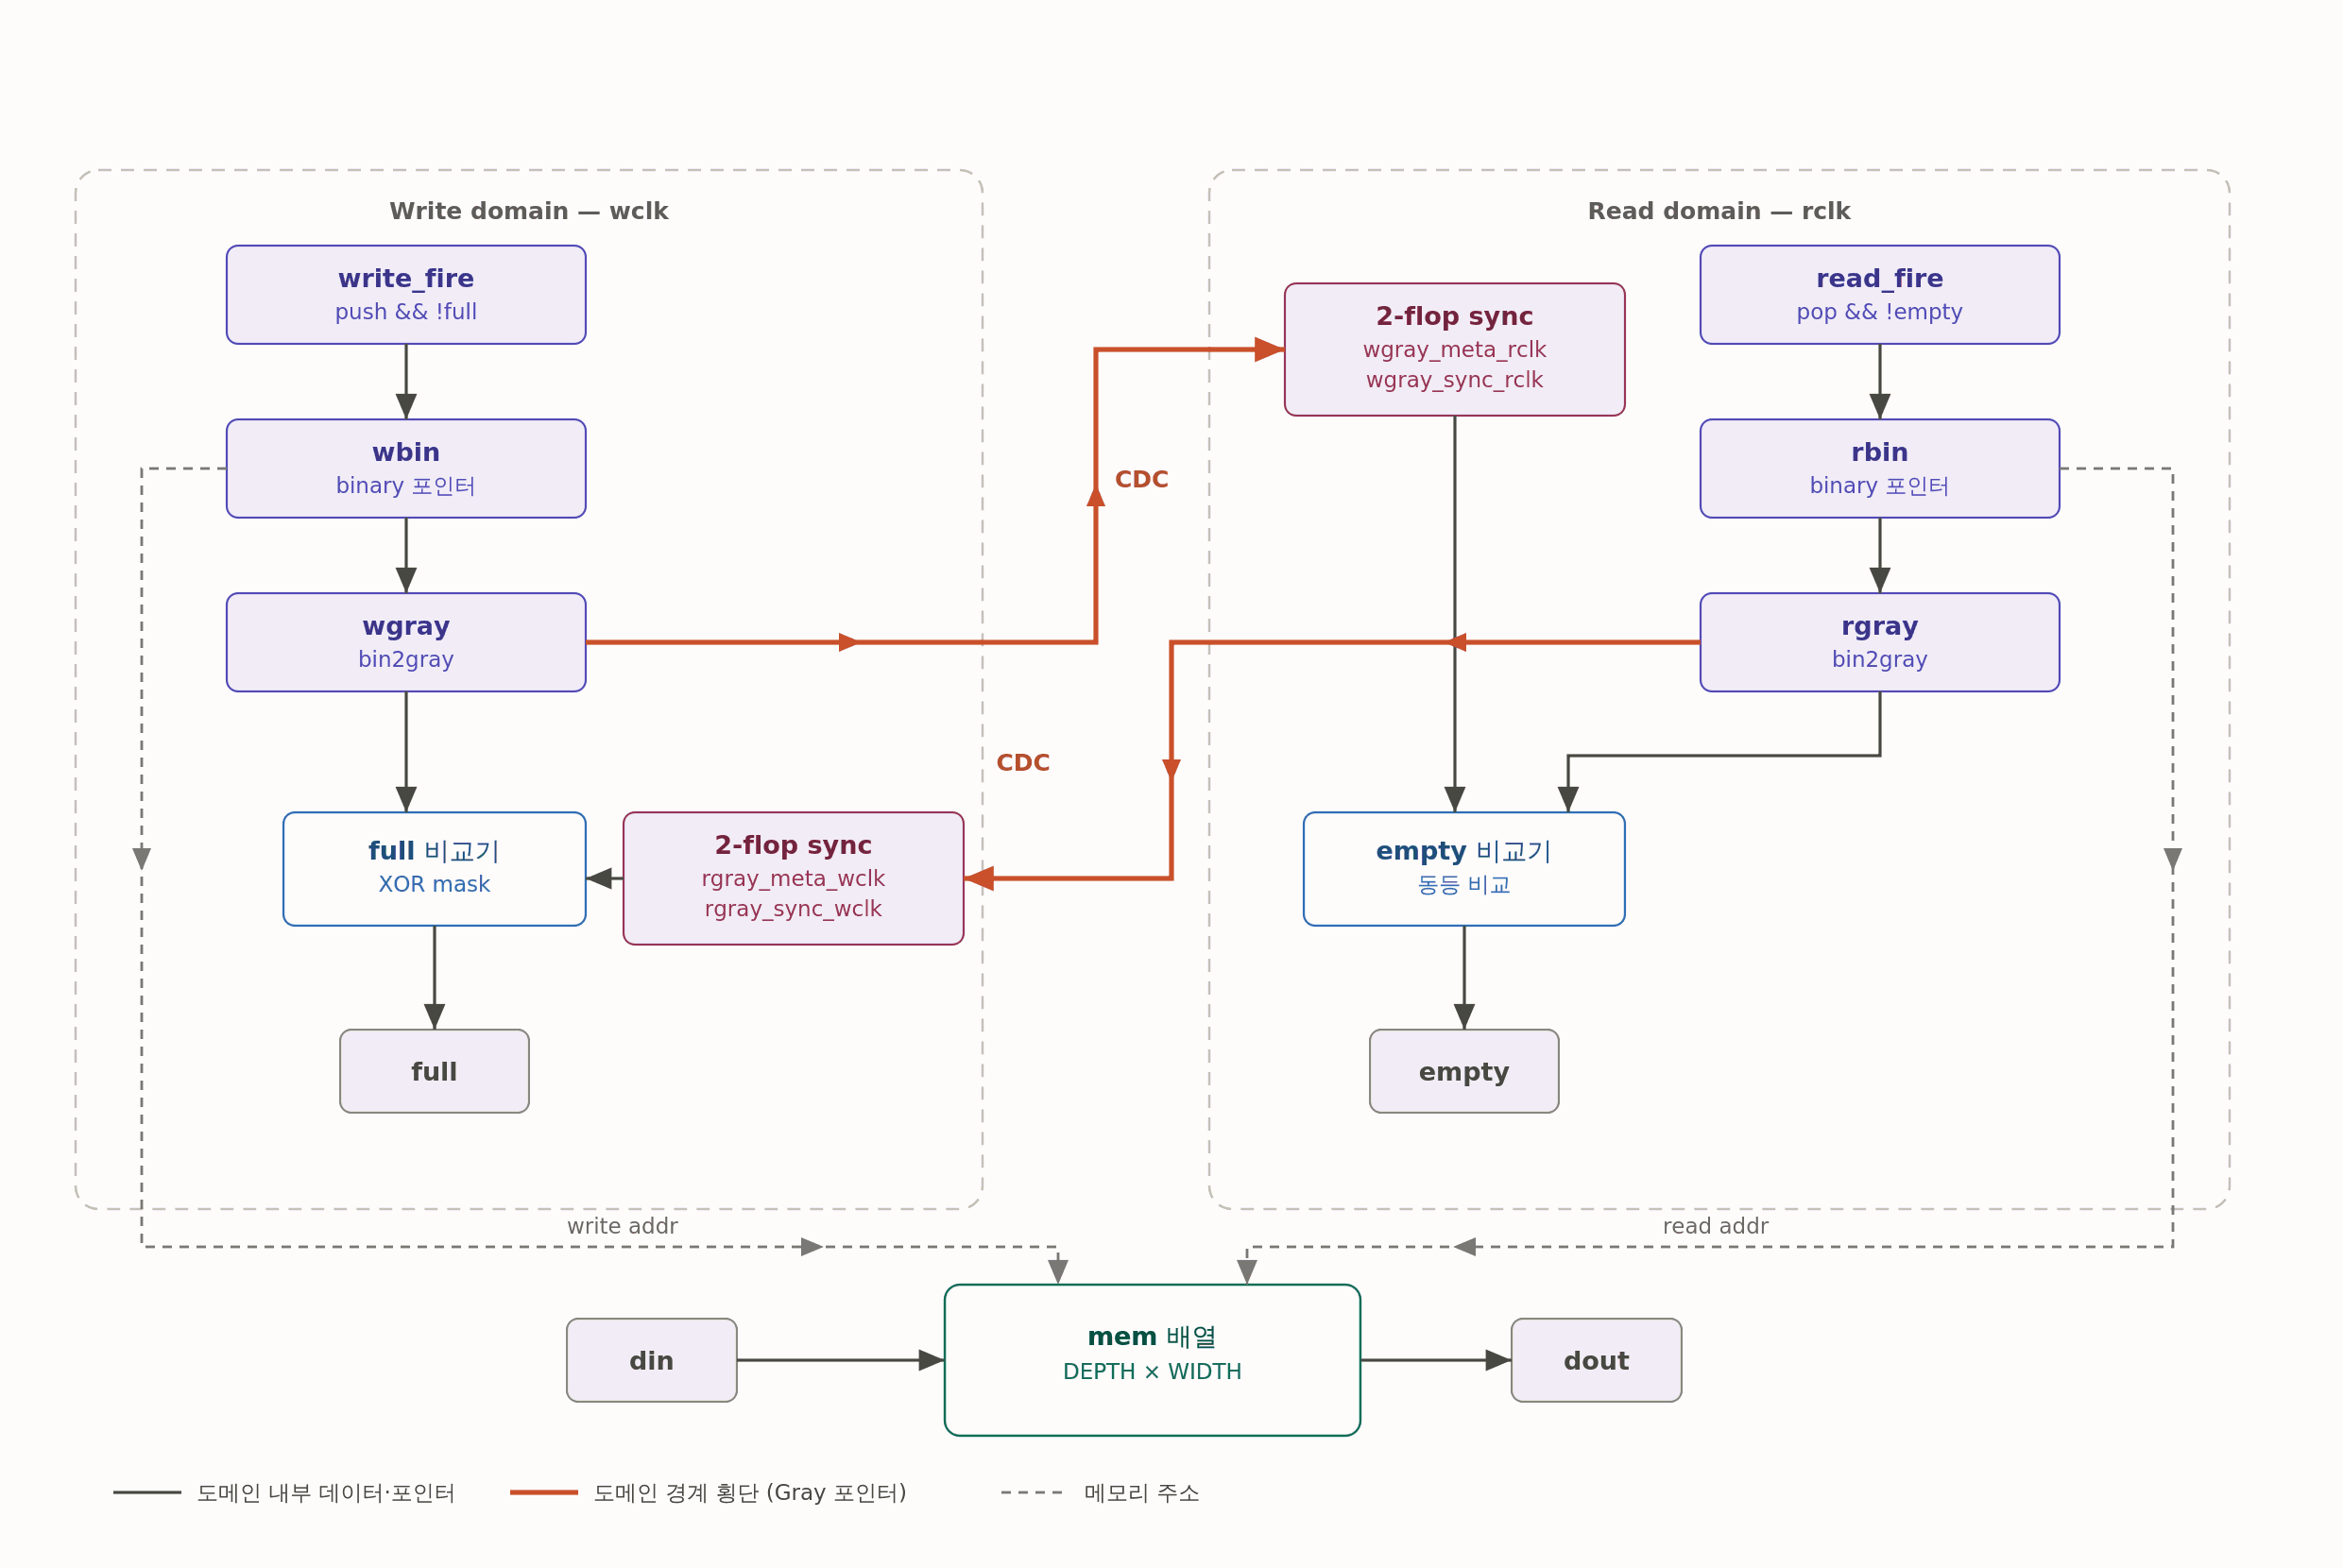 Write domain — wclk
write_fire
push && !full
wbin
binary 포인터
wgray
bin2gray
full 비교기
XOR mask
2-flop sync
rgray_meta_wclk
rgray_sync_wclk
full
CDC
CDC
Read domain — rclk
2-flop sync
wgray_meta_rclk
wgray_sync_rclk
read_fire
pop && !empty
rbin
binary 포인터
rgray
bin2gray
empty 비교기
동등 비교
empty
write addr
read addr
din
mem 배열
DEPTH × WIDTH
dout
도메인 내부 데이터·포인터
도메인 경계 횡단 (Gray 포인터)
메모리 주소